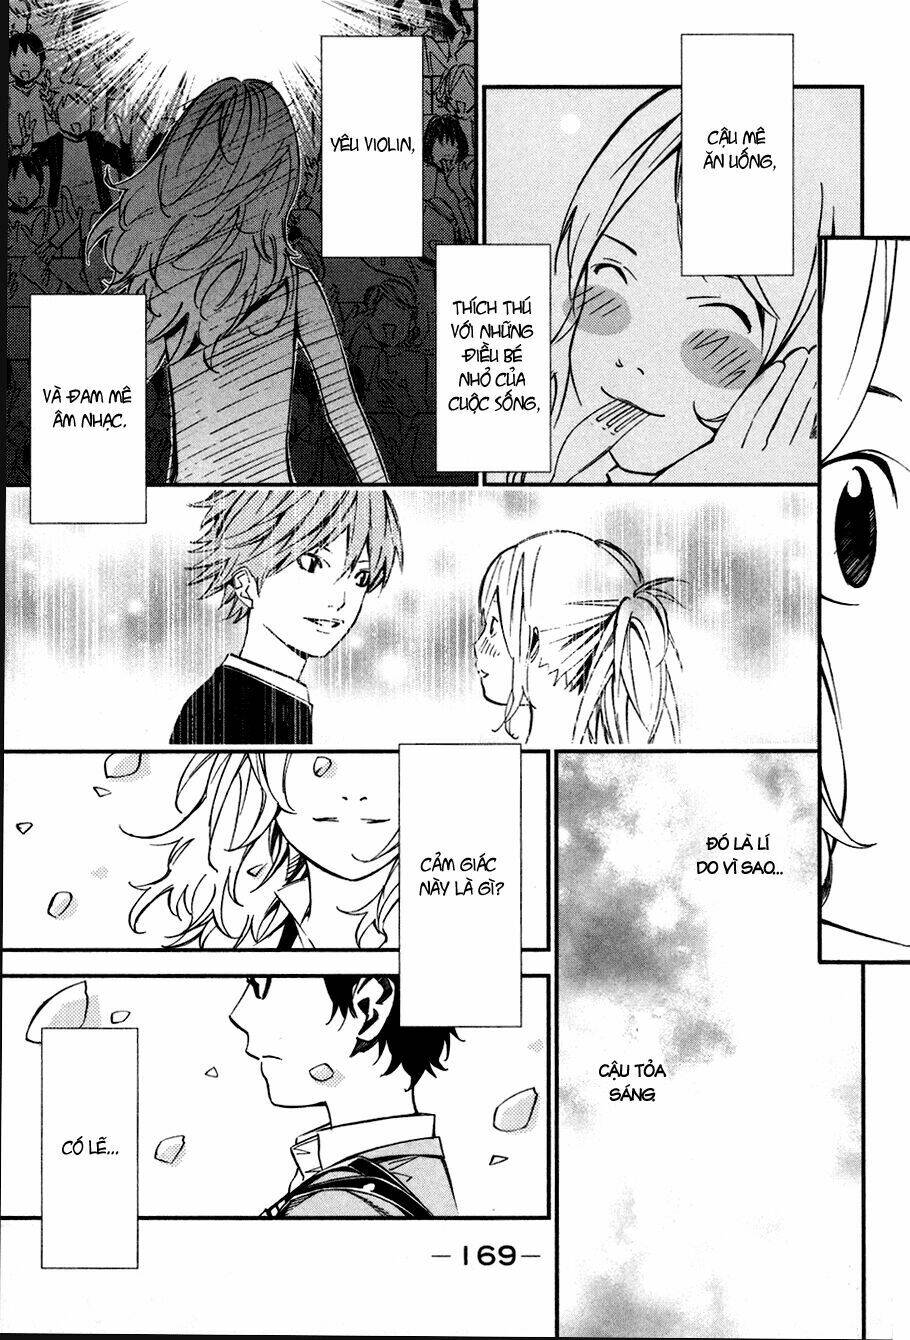 CẬU MÊ
ĂN UỐNG,
THÍCH THÚ
VỚI NHỮNG
ĐIỀU BÉ
NHỎ CỦA
CUỘC SỐNG,
YÊU VIOLIN,
VÀ ĐAM MÊ
ÂM NHẠC.
ĐÓ LÀ LÍ
DO VÌ SAO...
CẬU TỎA
SÁNG.
CẢM GIÁC
NÀY LÀ GÌ?
CÓ LẼ...
—169—